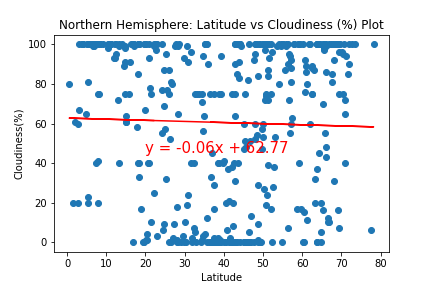 Northern Hemisphere: Latitude vs Cloudiness (%) Plot
100
80
60
40
20
0
Cloudiness(%)
y = -0.06x + 62.77
0 10 20 30 40 50 60 70 80
Latitude